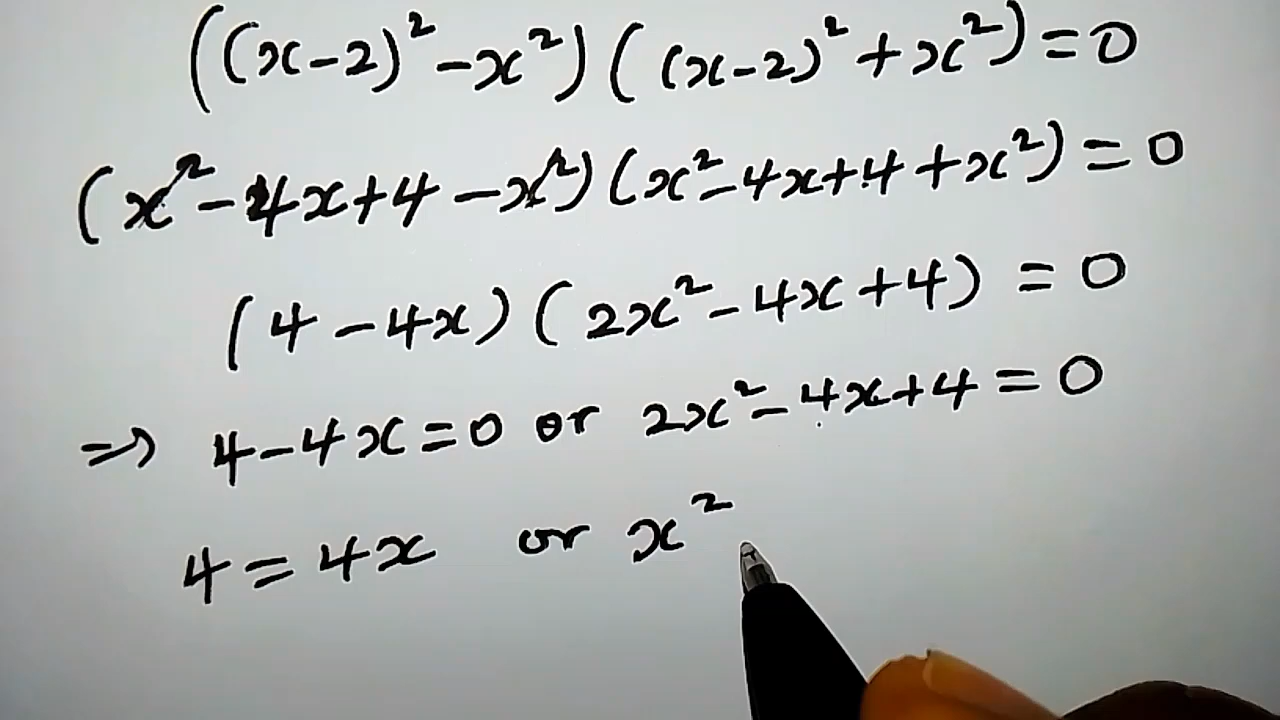 ((x-2)² - x²)((x-2)² + x²) = 0
(x² - 4x + 4 - x²)(x² - 4x + 4 + x²) = 0
(4 - 4x)(2x² - 4x + 4) = 0
⇒ 4 - 4x = 0 or 2x² - 4x + 4 = 0
4 = 4x or x²